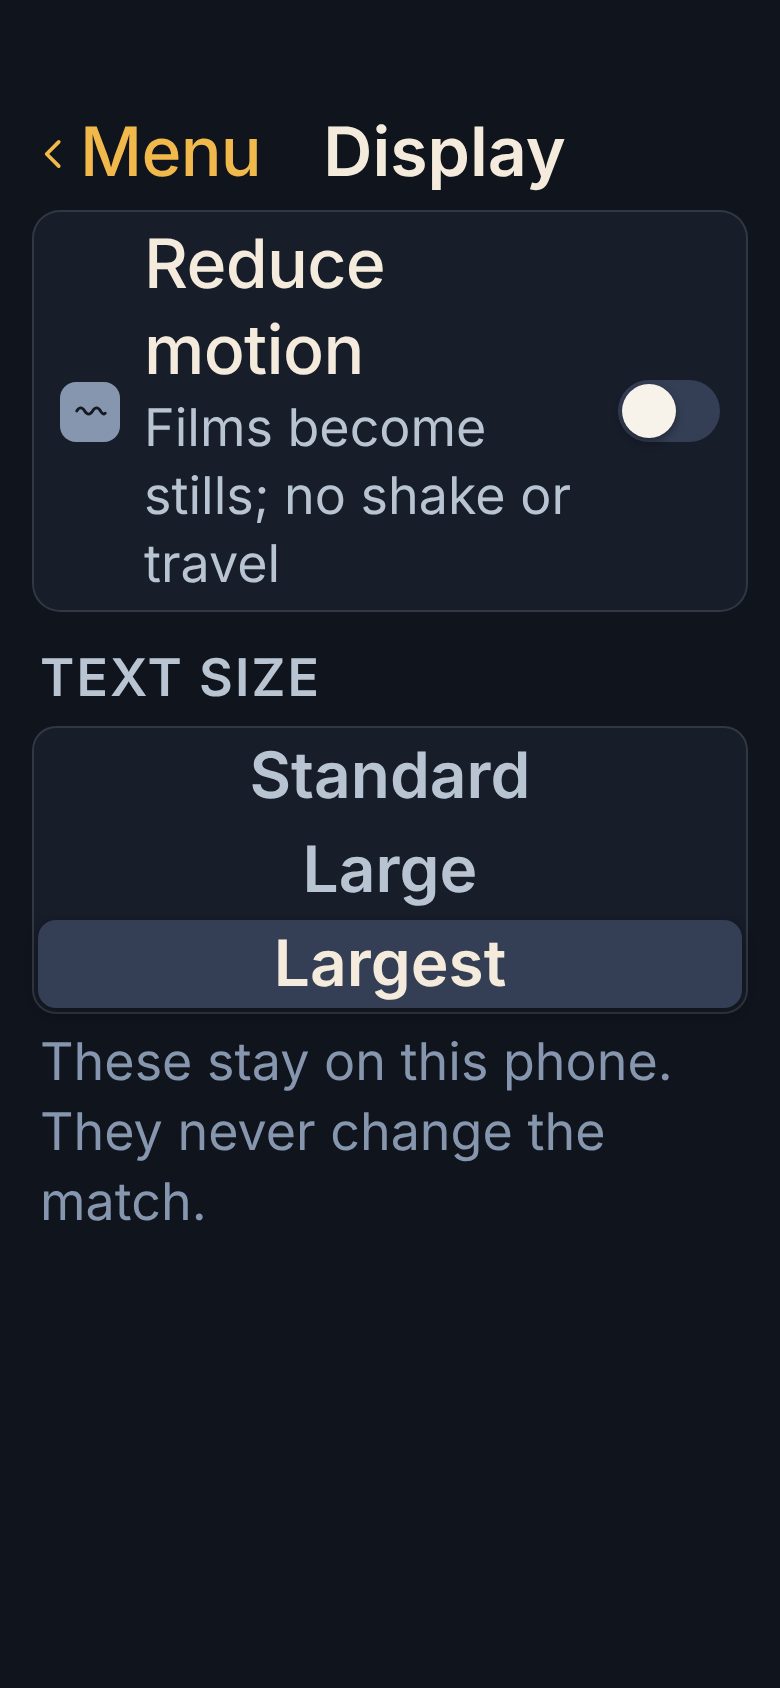 Menu Display
Reduce
motion
Films become
stills; no shake or
travel
TEXT SIZE
Standard
Large
Largest
These stay on this phone.
They never change the
match.